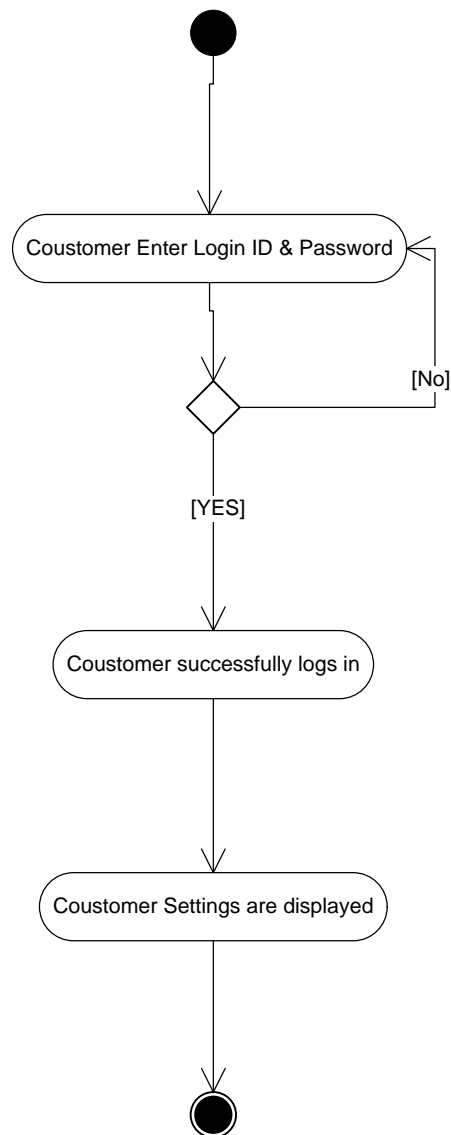 Coustomer Enter Login ID & Password
[No]
[YES]
Coustomer successfully logs in
Coustomer Settings are displayed